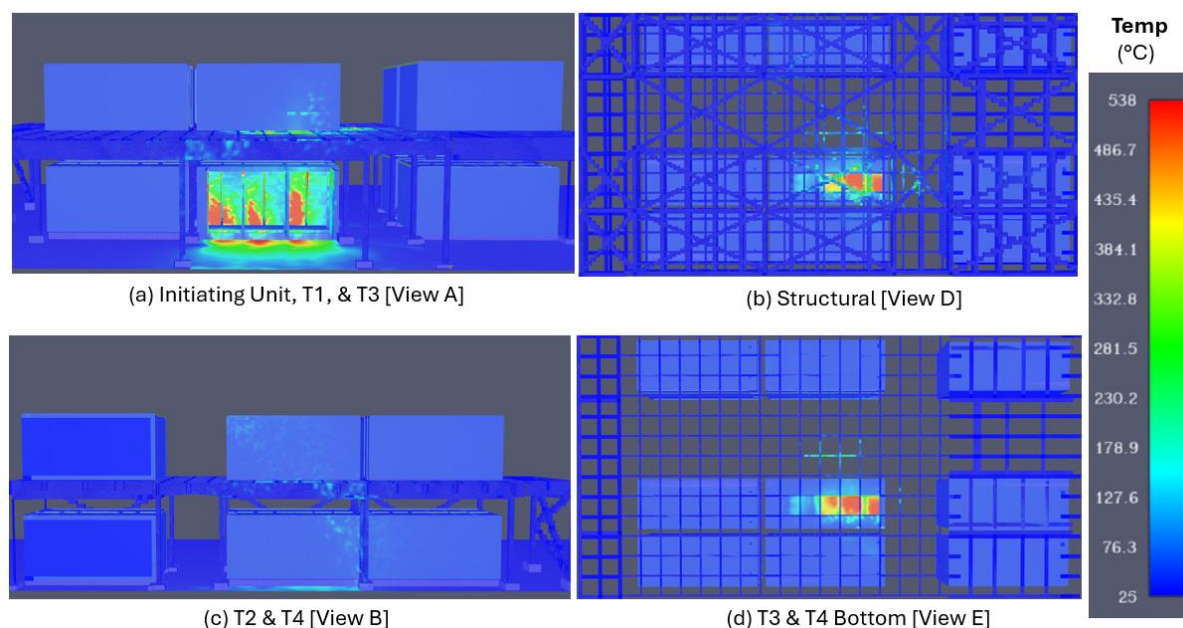 Temp
(°C)
538
486.7
435.4
384.1
332.8
281.5
230.2
178.9
127.6
76.3
25
(a) Initiating Unit, T1, & T3 [View A]
(b) Structural [View D]
(c) T2 & T4 [View B]
(d) T3 & T4 Bottom [View E]